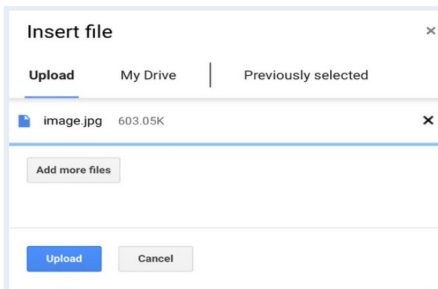 Insert file ×
Upload My Drive Previously selected
image.jpg 603.05K ×
Add more files
Upload Cancel